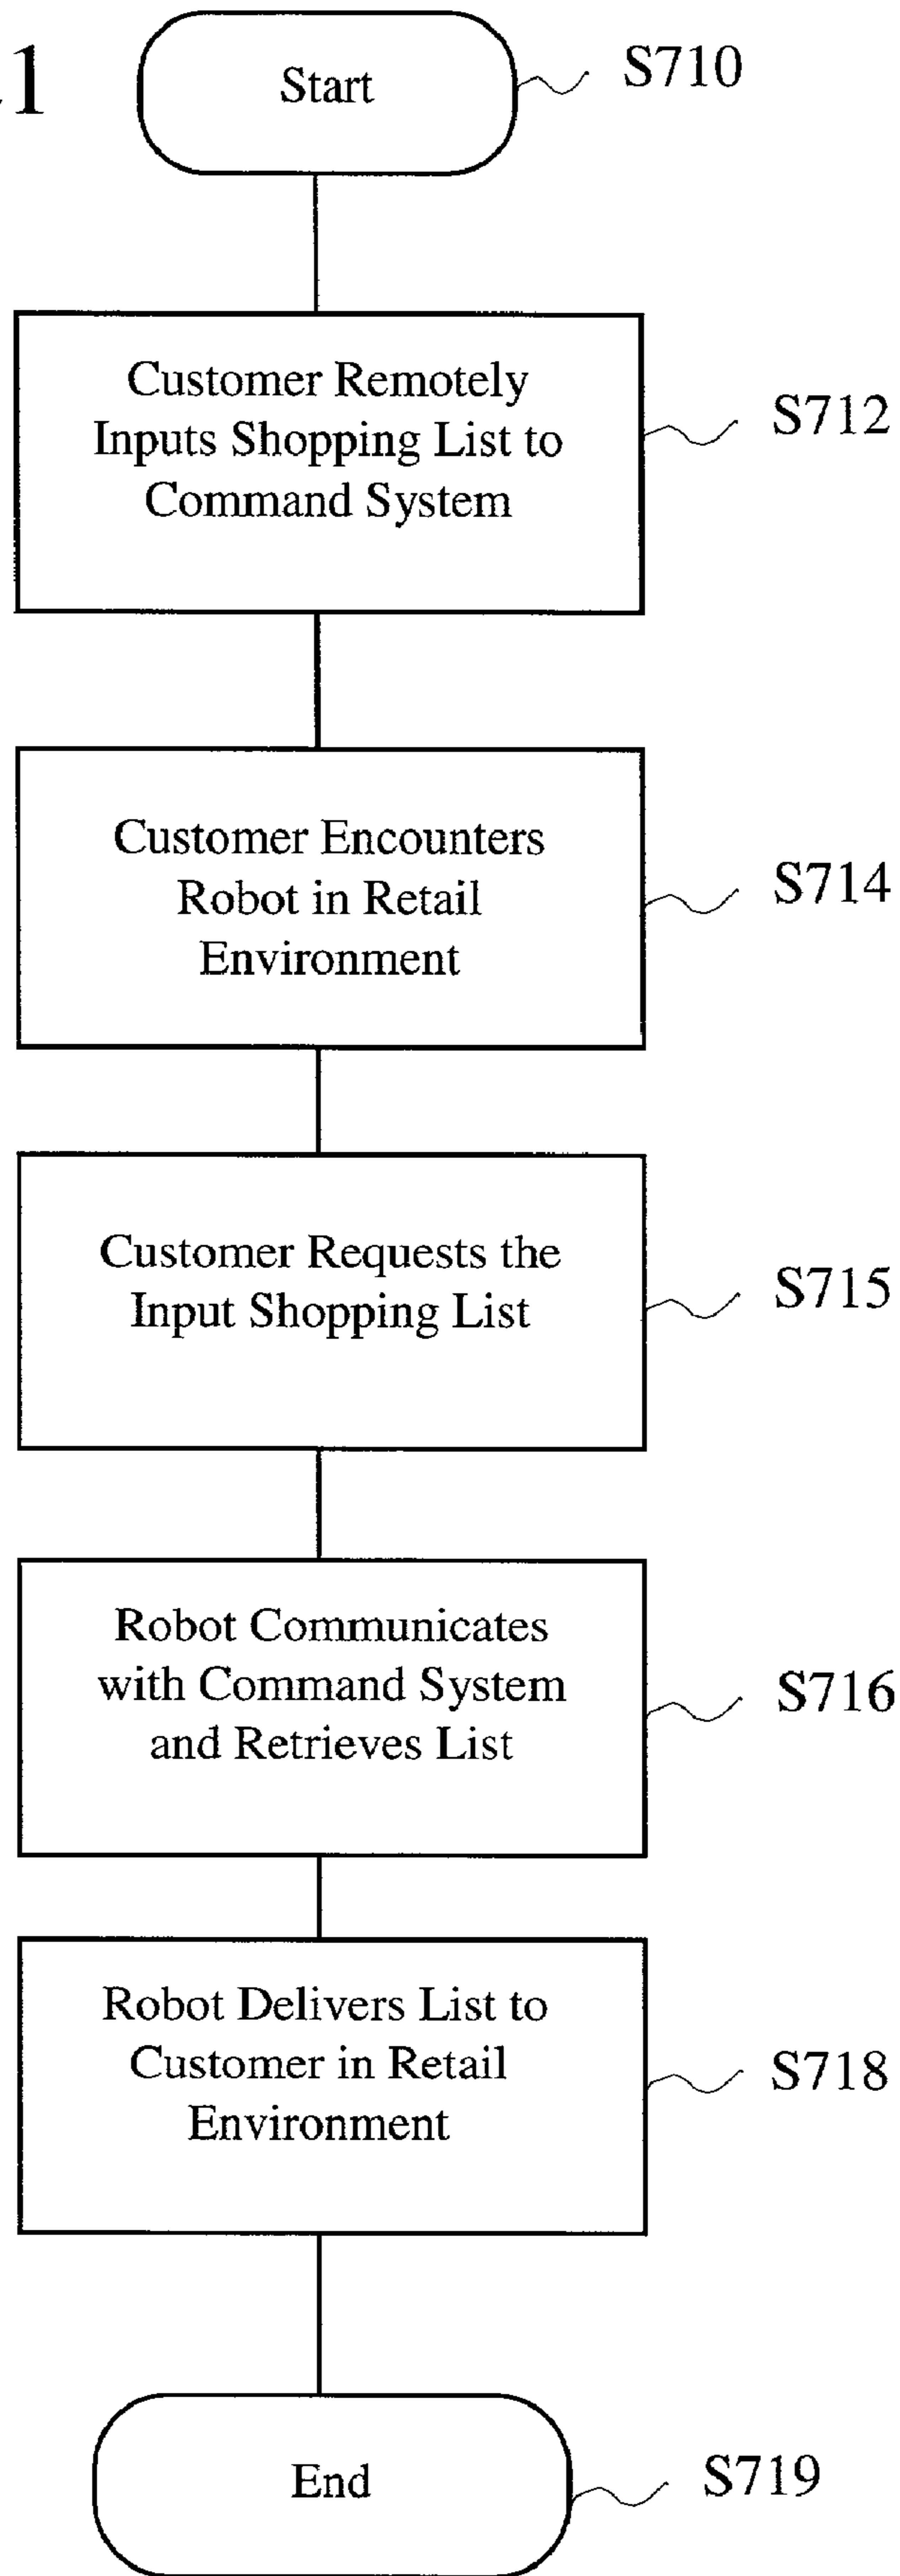 1
Start
S710
Customer Remotely
Inputs Shopping List to
Command System
S712
Customer Encounters
Robot in Retail
Environment
S714
Customer Requests the
Input Shopping List
S715
Robot Communicates
with Command System
and Retrieves List
S716
Robot Delivers List to
Customer in Retail
Environment
S718
End
S719